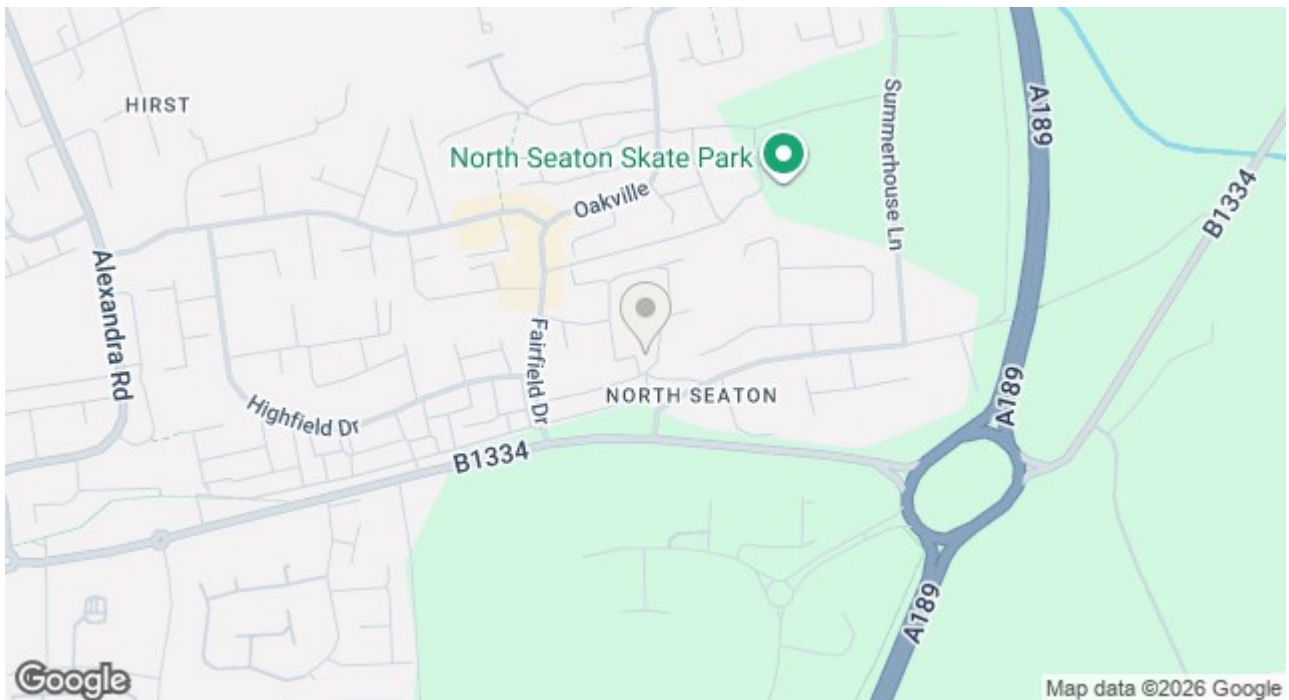 HIRST
North Seaton Skate Park
Oakville
Summerhouse Ln
A189
B1334
Alexandra Rd
Fairfield Dr
NORTH SEATON
Highfield Dr
A189
B1334
A189
Google
Map data ©2026 Google